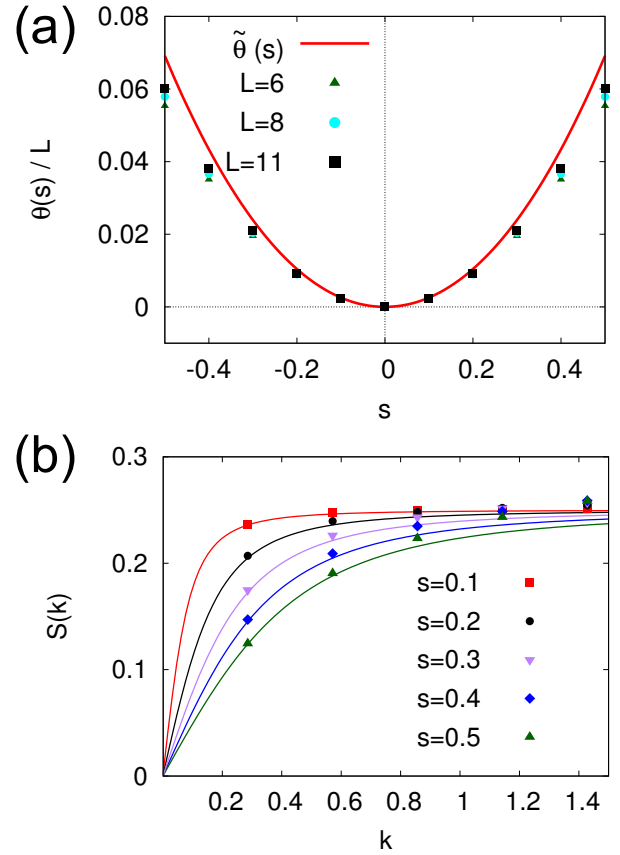 (a)
θ̃ (s)
L=6
L=8
L=11
0.06
0.04
0.02
0
θ(s) / L
-0.4 -0.2 0 0.2 0.4
s
(b)
0.3
0.2
0.1
0
S(k)
s=0.1
s=0.2
s=0.3
s=0.4
s=0.5
0.2 0.4 0.6 0.8 1 1.2 1.4
k